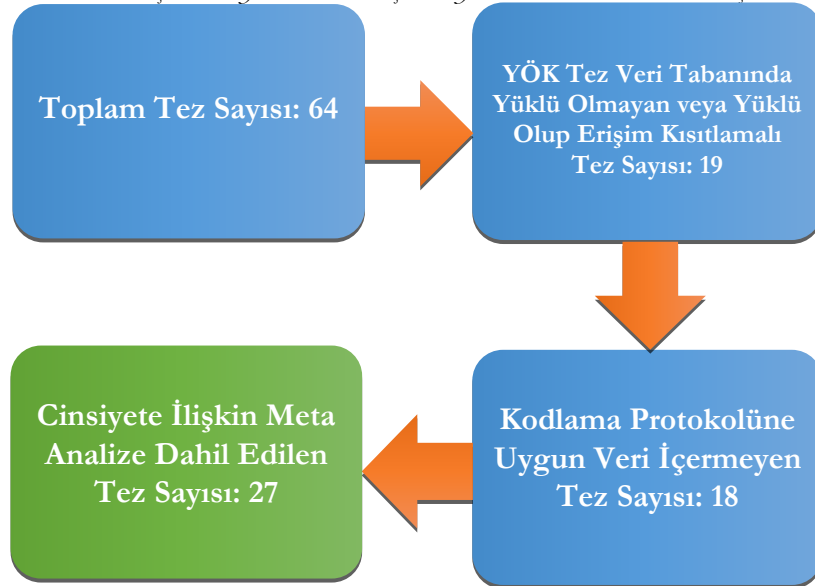 Toplam Tez Sayısı: 64
YÖK Tez Veri Tabanında
Yüklü Olmayan veya Yüklü
Olup Erişim Kısıtlamalı
Tez Sayısı: 19
Cinsiyete İlişkin Meta
Analize Dahil Edilen
Tez Sayısı: 27
Kodlama Protokolüne
Uygun Veri İçermeyen
Tez Sayısı: 18